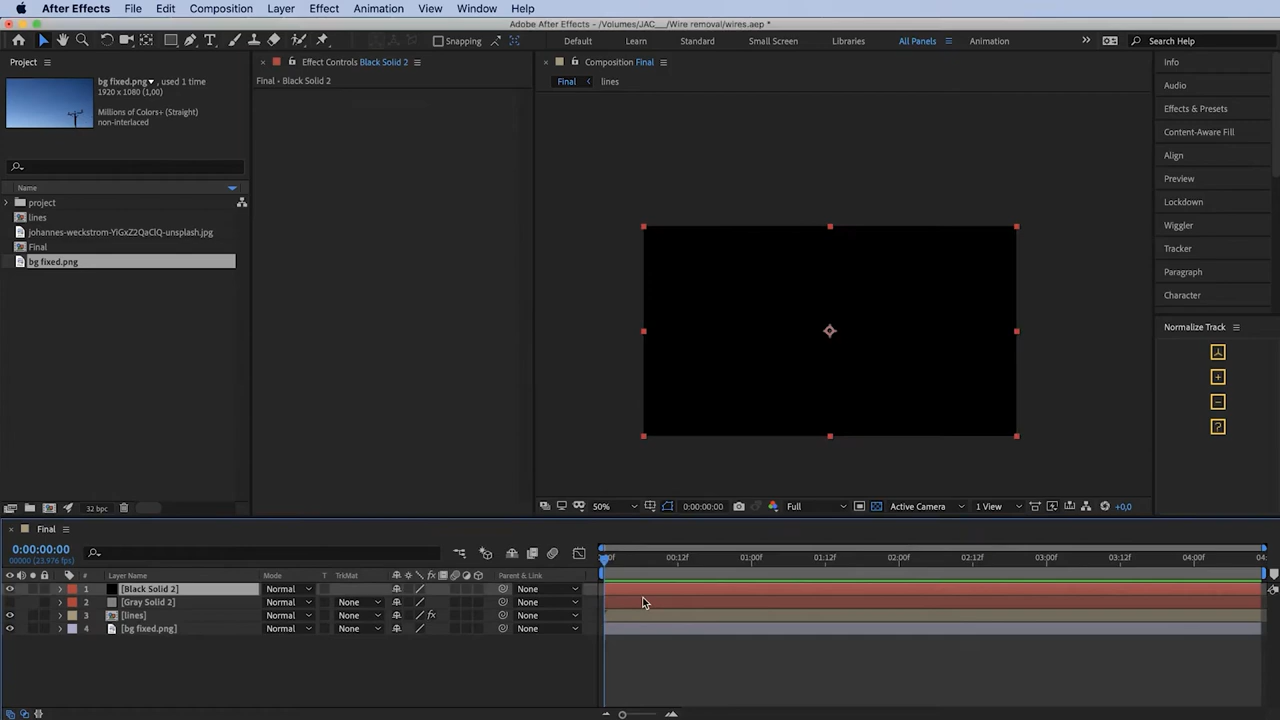 After Effects File Edit Composition Layer Effect Animation View Window Help
Adobe After Effects - /Volumes/JAC__/Wire removal/wires.aep *
Snapping Default Learn Standard Small Screen Libraries All Panels Animation Search Help
Project
bg fixed.png , used 1 time
1920 x 1080 (1,00)
Millions of Colors+ (Straight)
non-interlaced
Name
project
lines
johannes-weckstrom-YiGxZ2QaClQ-unsplash.jpg
Final
bg fixed.png
32 bpc
Effect Controls Black Solid 2
Final · Black Solid 2
Composition Final
Final lines
50% 0:00:00:00 Full Active Camera 1 View +0,0
Info
Audio
Effects & Presets
Content-Aware Fill
Align
Preview
Library
Wiggler
Tracker
Paragraph
Character
Normalize Track
Final
0:00:00:00
00000 (23.976 fps)
:00f 00:12f 01:00f 01:12f 02:00f 02:12f 03:00f 03:12f 04:00f 04:
# Layer Name Mode T TrkMat Parent & Link
1 [Black Solid 2] Normal None
2 [Gray Solid 2] Normal None None
3 [lines] Normal None None
4 [bg fixed.png] Normal None None